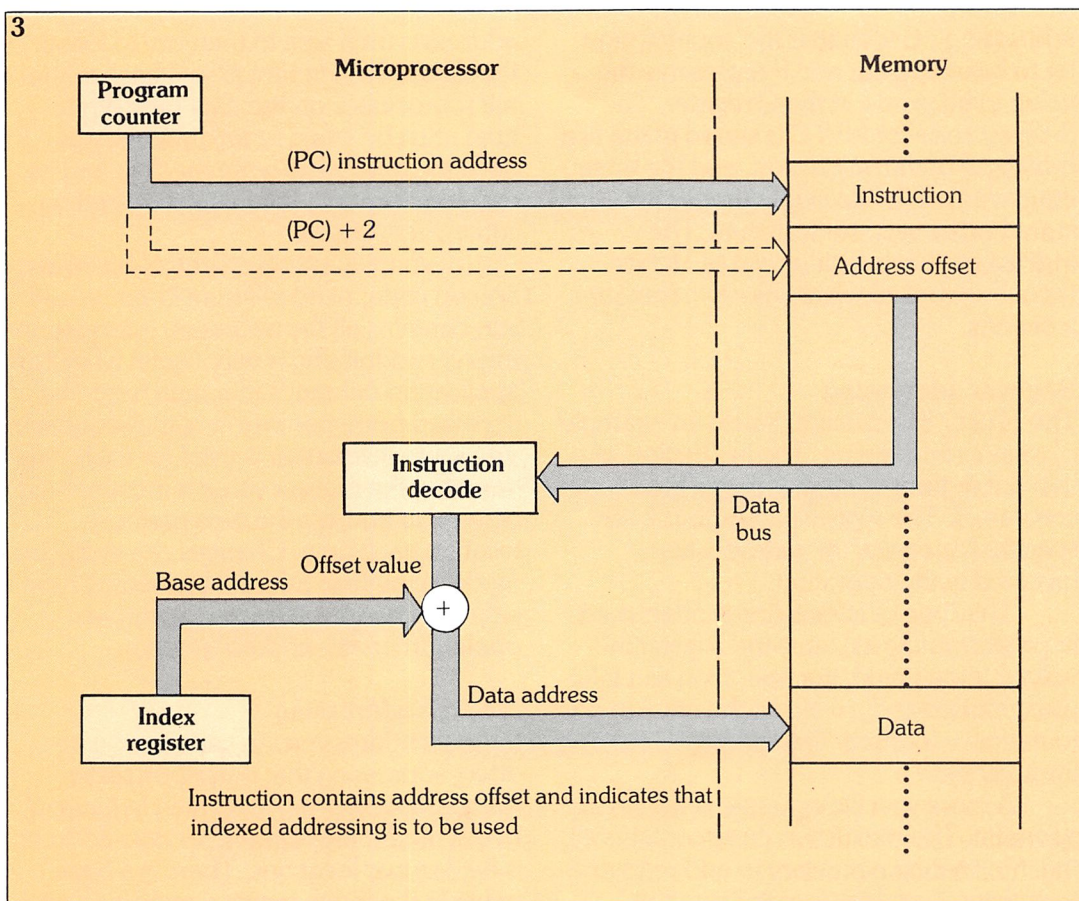 3
Microprocessor
Memory
Program
counter
(PC) instruction address
Instruction
(PC) + 2
Address offset
Instruction
decode
Data
bus
Offset value
Base address
+
Data address
Index
register
Data
Instruction contains address offset and indicates that
indexed addressing is to be used